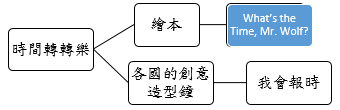 時間轉轉樂
繪本
What's the
Time, Mr. Wolf?
各國的創意
造型鐘
我會報時